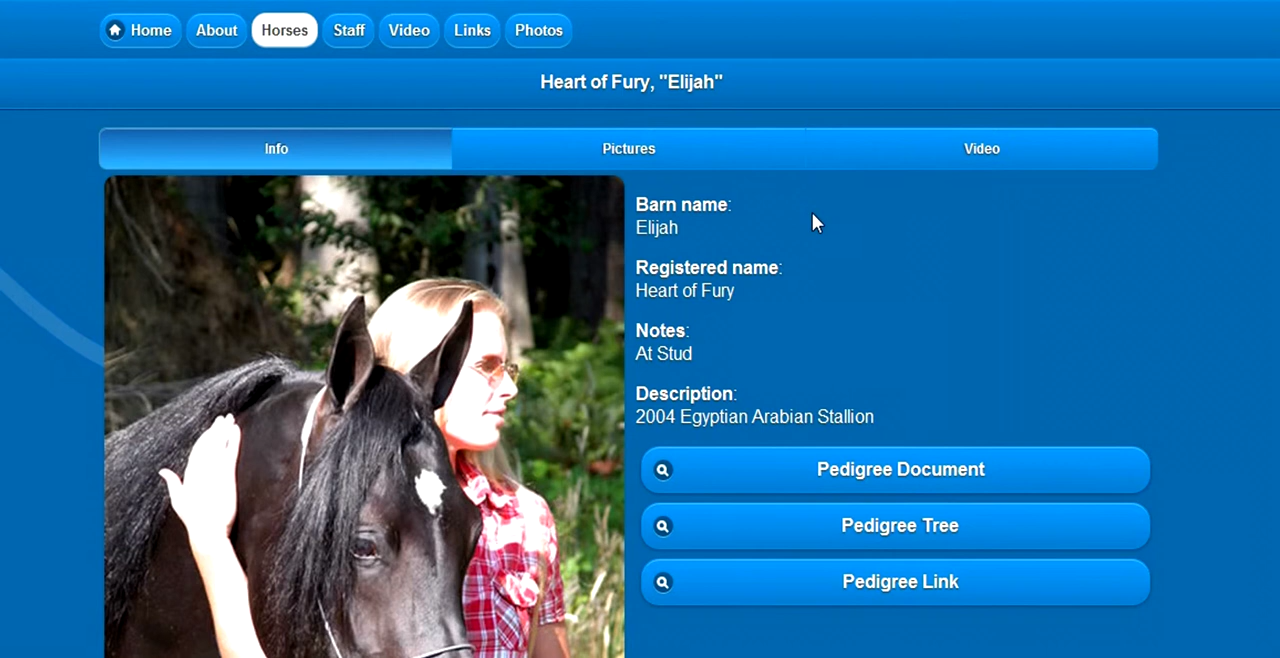 Home About Horses Staff Video Links Photos
Heart of Fury, "Elijah"
Info Pictures Video
Barn name:
Elijah
Registered name:
Heart of Fury
Notes:
At Stud
Description:
2004 Egyptian Arabian Stallion
Pedigree Document
Pedigree Tree
Pedigree Link